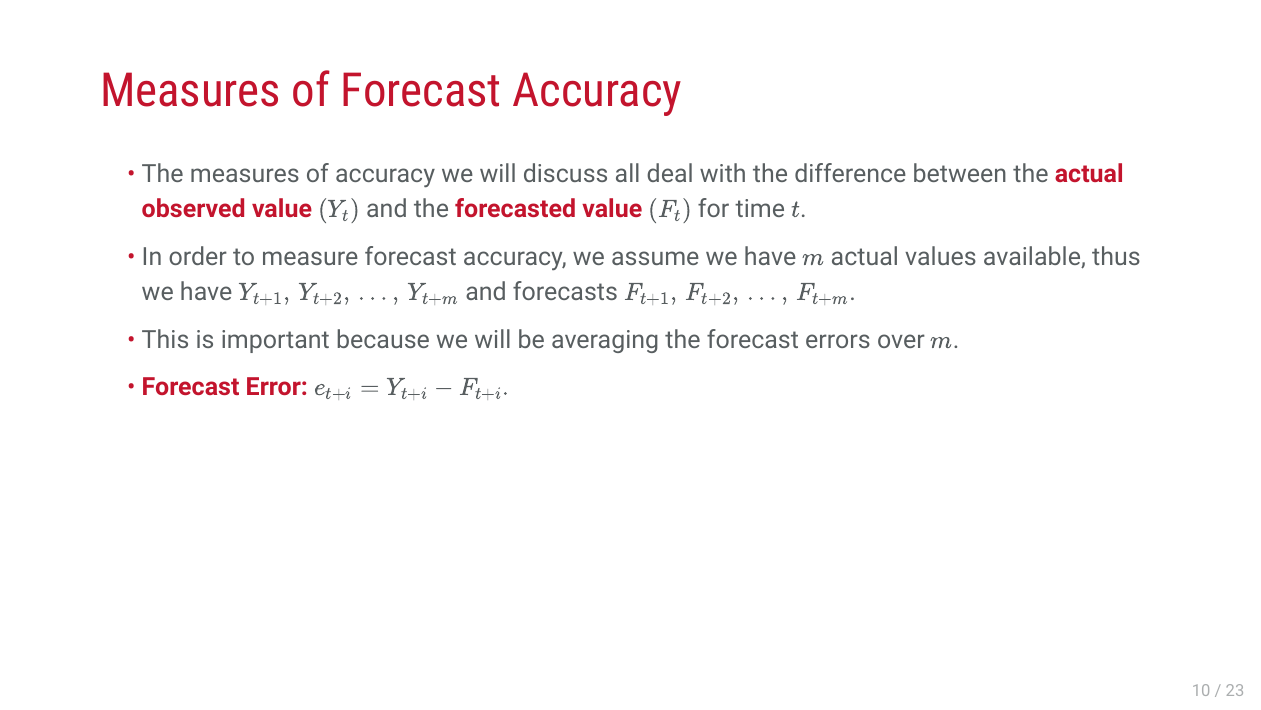 Measures of Forecast Accuracy
• The measures of accuracy we will discuss all deal with the difference between the actual
observed value (Y_t) and the forecasted value (F_t) for time t.
• In order to measure forecast accuracy, we assume we have m actual values available, thus
we have Y_{t+1}, Y_{t+2}, …, Y_{t+m} and forecasts F_{t+1}, F_{t+2}, …, F_{t+m}.
• This is important because we will be averaging the forecast errors over m.
• Forecast Error: e_{t+i} = Y_{t+i} − F_{t+i}.
10 / 23